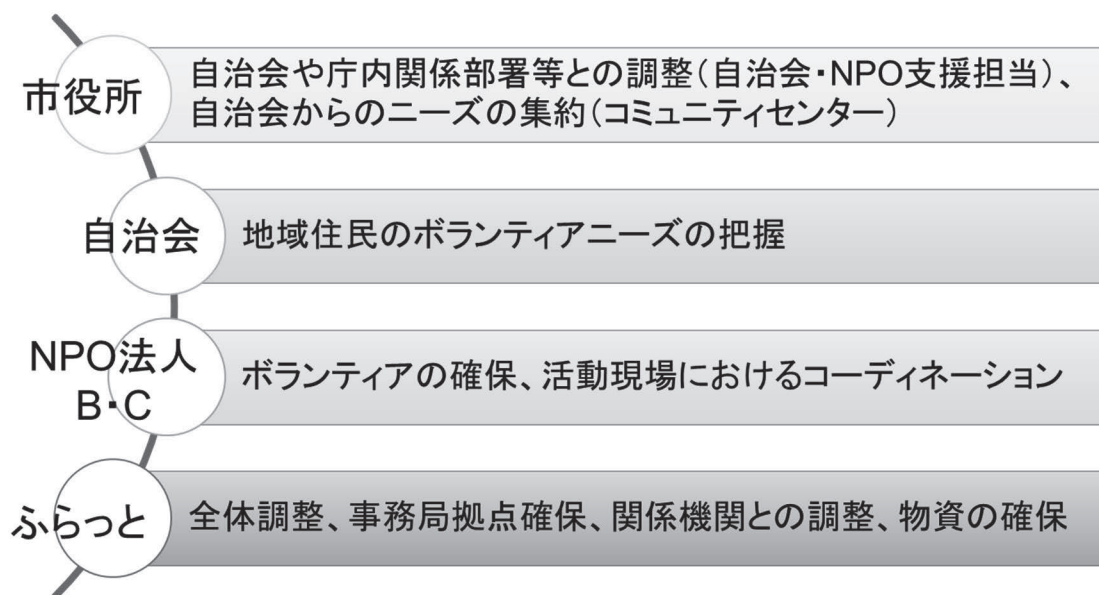 市役所
自治会や庁内関係部署等との調整(自治会・NPO支援担当)、
自治会からのニーズの集約(コミュニティセンター)
自治会
地域住民のボランティアニーズの把握
NPO法人
B・C
ボランティアの確保、活動現場におけるコーディネーション
ふらっと
全体調整、事務局拠点確保、関係機関との調整、物資の確保